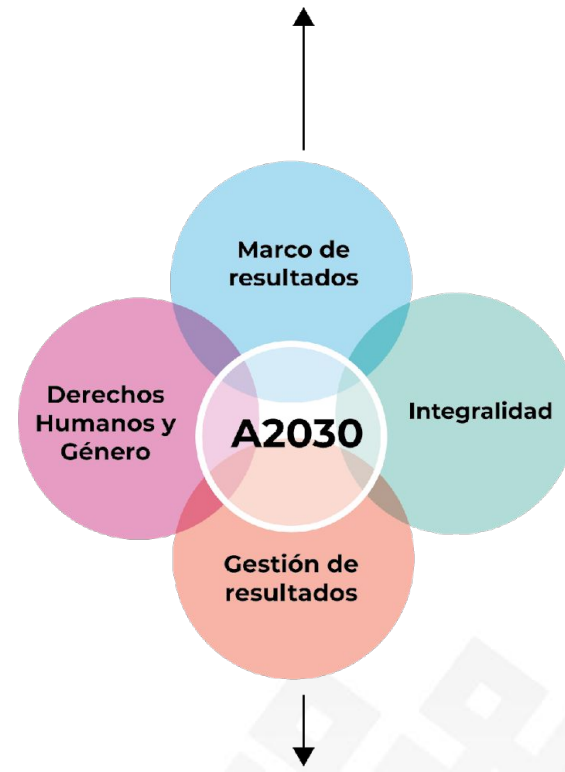 Marco de
resultados
Derechos
Humanos y
Género
A2030
Integralidad
Gestión de
resultados